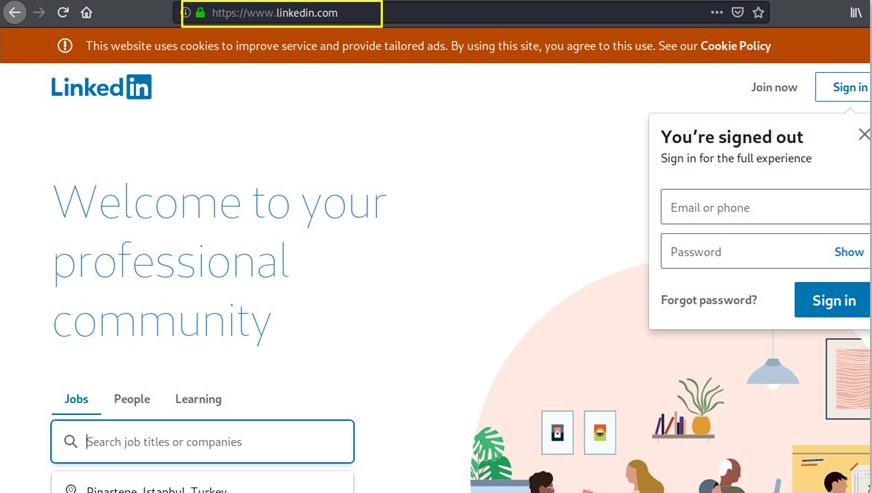 https://www.linkedin.com
This website uses cookies to improve service and provide tailored ads. By using this site, you agree to this use. See our Cookie Policy
Linkedin
Join now
Sign in
You're signed out
Sign in for the full experience
Email or phone
Password
Show
Forgot password?
Sign in
Welcome to your
professional
community
Jobs People Learning
Search job titles or companies
Pinartepe, Istanbul, Turkey